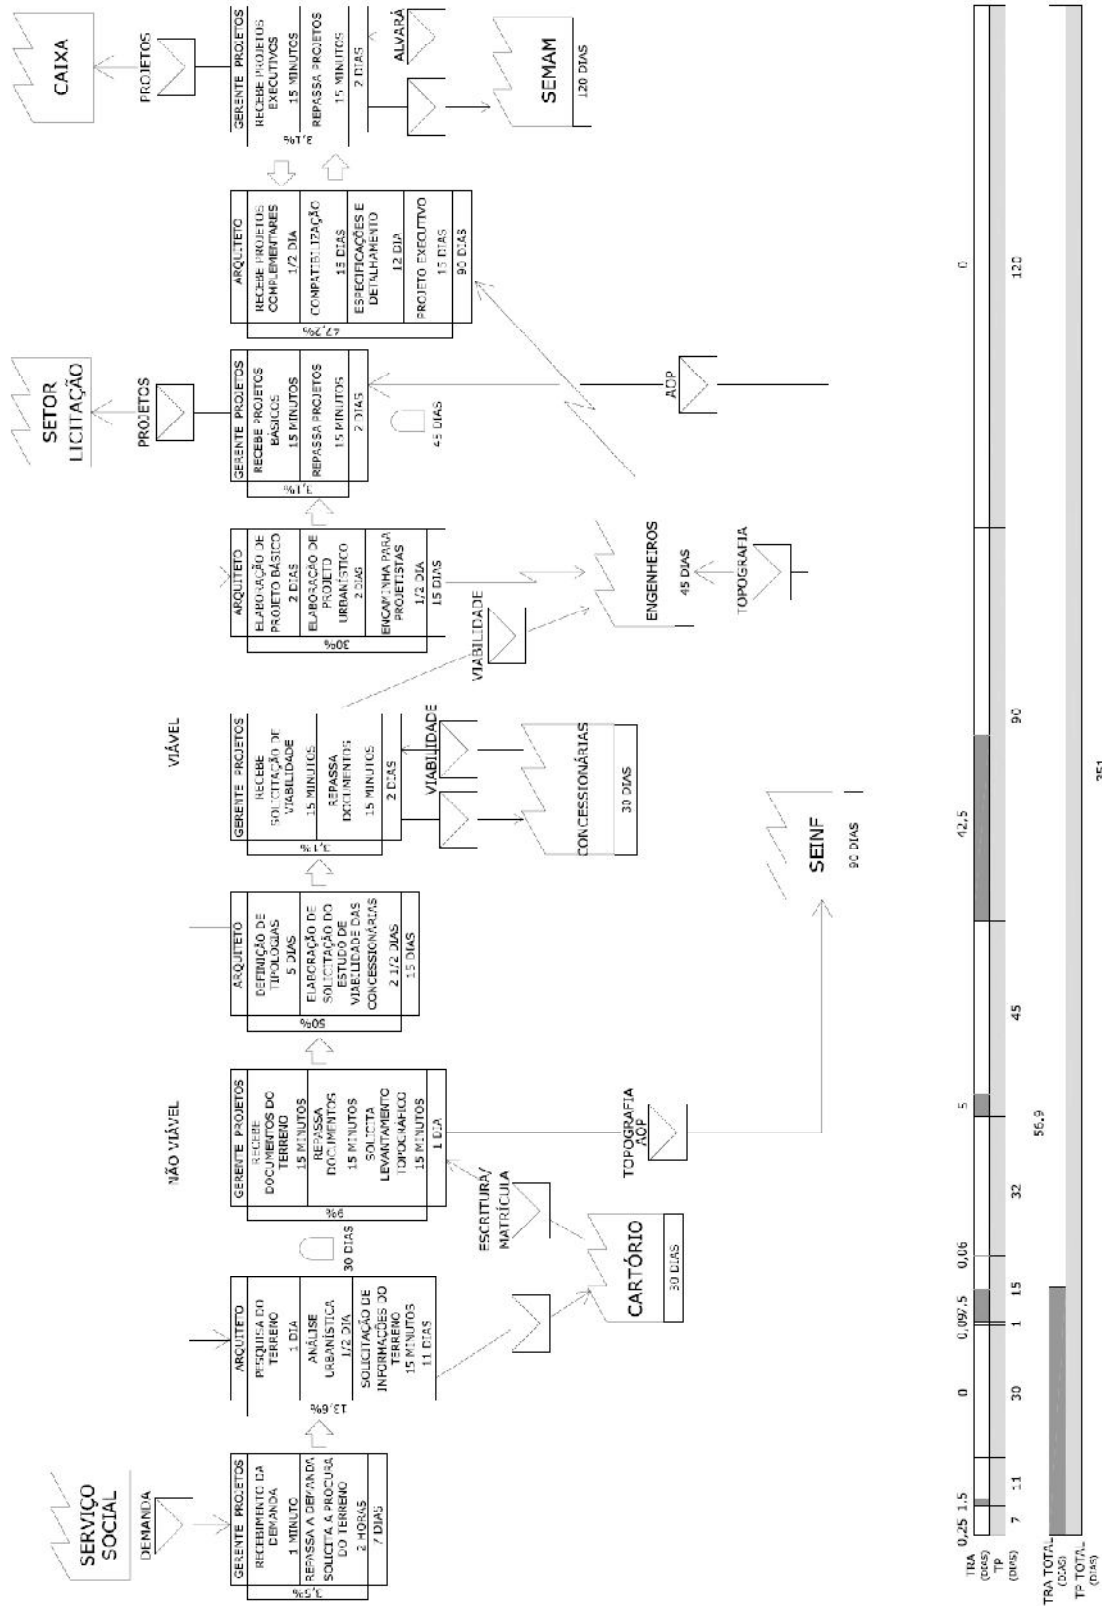 SERVIÇO
SOCIAL
DEMANDA
GERENTE PROJETOS
RECEBIMENTO DA
DEMANDA
1 MINUTO
REPASSA A DEMANDA
SOLICITA A PROCURA
DO TERRENO
2 HORAS
7 DIAS
3,5%
ARQUITETO
PESQUISA DO
TERRENO
1 DIA
ANÁLISE
URBANÍSTICA
1/2 DIA
SOLICITAÇÃO DE
INFORMAÇÕES DO
TERRENO
15 MINUTOS
11 DIAS
13,6%
30 DIAS
CARTÓRIO
30 DIAS
ESCRITURA/
MATRÍCULA
NÃO VIÁVEL
GERENTE PROJETOS
RECEBE
DOCUMENTOS DO
TERRENO
15 MINUTOS
REPASSA
DOCUMENTOS
15 MINUTOS
SOLICITA
LEVANTAMENTO
TOPOGRÁFICO
15 MINUTOS
1 DIA
9%
TOPOGRAFIA
AOP
SEINF
90 DIAS
ARQUITETO
DEFINIÇÃO DE
TIPOLOGIAS
5 DIAS
ELABORAÇÃO DE
SOLICITAÇÃO DO
ESTUDO DE
VIABILIDADE DAS
CONCESSIONÁRIAS
2 1/2 DIAS
15 DIAS
50%
VIÁVEL
GERENTE PROJETOS
RECEBE
SOLICITAÇÃO DE
VIABILIDADE
15 MINUTOS
REPASSA
DOCUMENTOS
15 MINUTOS
2 DIAS
3,1%
VIABILIDADE
CONCESSIONÁRIAS
30 DIAS
VIABILIDADE
ARQUITETO
ELABORAÇÃO DE
PROJETO BÁSICO
2 DIAS
ELABORAÇÃO DE
PROJETO
URBANÍSTICO
2 DIAS
ENCAMINHA PARA
PROJETISTAS
1/2 DIA
15 DIAS
30%
ENGENHEIROS
45 DIAS
TOPOGRAFIA
SETOR
LICITAÇÃO
PROJETOS
GERENTE PROJETOS
RECEBE PROJETOS
BÁSICOS
15 MINUTOS
REPASSA PROJETOS
15 MINUTOS
2 DIAS
3,1%
45 DIAS
AOP
ARQUITETO
RECEBE PROJETOS
COMPLEMENTARES
1/2 DIA
COMPATIBILIZAÇÃO
15 DIAS
ESPECIFICAÇÕES E
DETALHAMENTO
12 DIA
PROJETO EXECUTIVO
15 DIAS
90 DIAS
47,2%
CAIXA
PROJETOS
GERENTE PROJETOS
RECEBE PROJETOS
EXECUTIVOS
15 MINUTOS
REPASSA PROJETOS
15 MINUTOS
2 DIAS
3,1%
ALVARÁ
SEMAM
120 DIAS
TRA
(DIAS)
0,25 1,5 0 0,097,5 0,06 5 42,5 0
TP
(DIAS)
7 11 30 1 15 32 45 90 120
TRA TOTAL
(DIAS)
56,9
TP TOTAL
(DIAS)
351